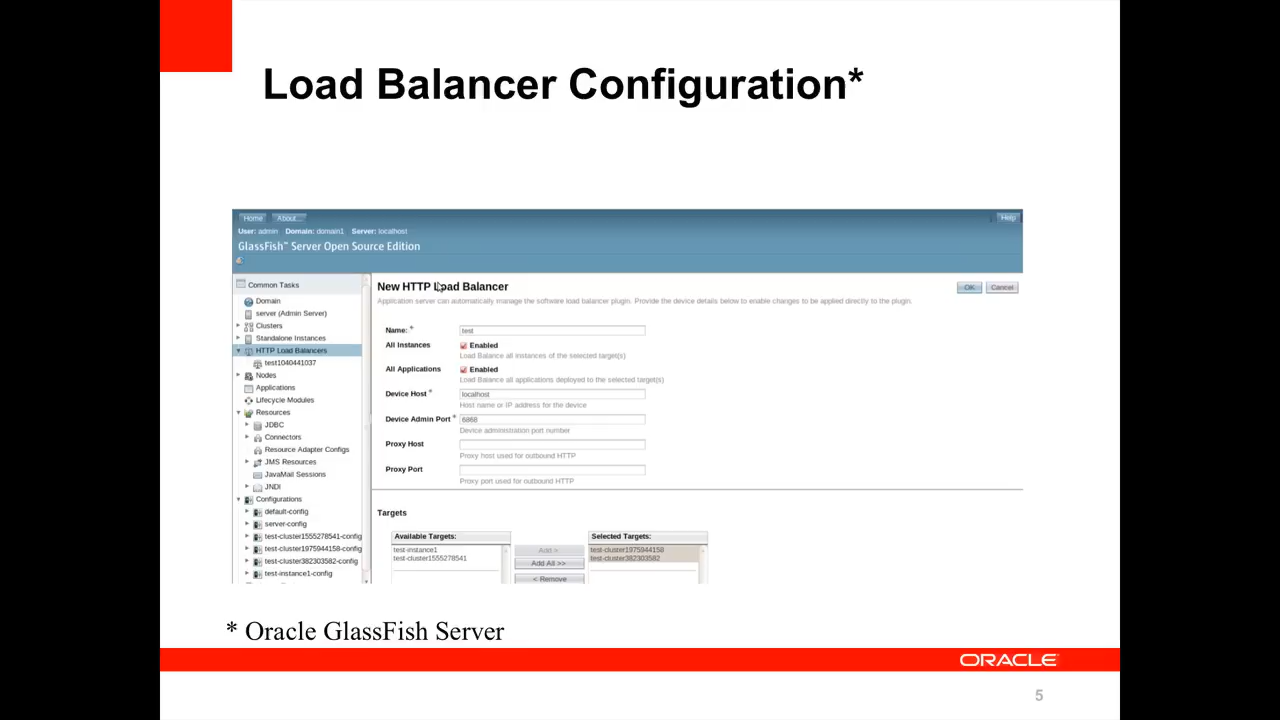 Load Balancer Configuration*
Home About...
Help
User: admin Domain: domain1 Server: localhost
GlassFish™ Server Open Source Edition
Common Tasks
Domain
server (Admin Server)
Clusters
Standalone Instances
HTTP Load Balancers
test1040441037
Nodes
Applications
Lifecycle Modules
Resources
JDBC
Connectors
Resource Adapter Configs
JMS Resources
JavaMail Sessions
JNDI
Configurations
default-config
server-config
test-cluster1555278541-config
test-cluster1975944158-config
test-cluster382303582-config
test-instance1-config
New HTTP Load Balancer
OK Cancel
Application server can automatically manage the software load balancer plugin. Provide the device details below to enable changes to be applied directly to the plugin.
Name: * test
All Instances Enabled
Load Balance all instances of the selected target(s)
All Applications Enabled
Load Balance all applications deployed to the selected target(s)
Device Host * localhost
Host name or IP address for the device
Device Admin Port * 6868
Device administration port number
Proxy Host
Proxy host used for outbound HTTP
Proxy Port
Proxy port used for outbound HTTP
Targets
Available Targets: Selected Targets:
test-instance1 Add > test-cluster1975944158
test-cluster1555278541 Add All >> test-cluster382303582
< Remove
* Oracle GlassFish Server
ORACLE
5